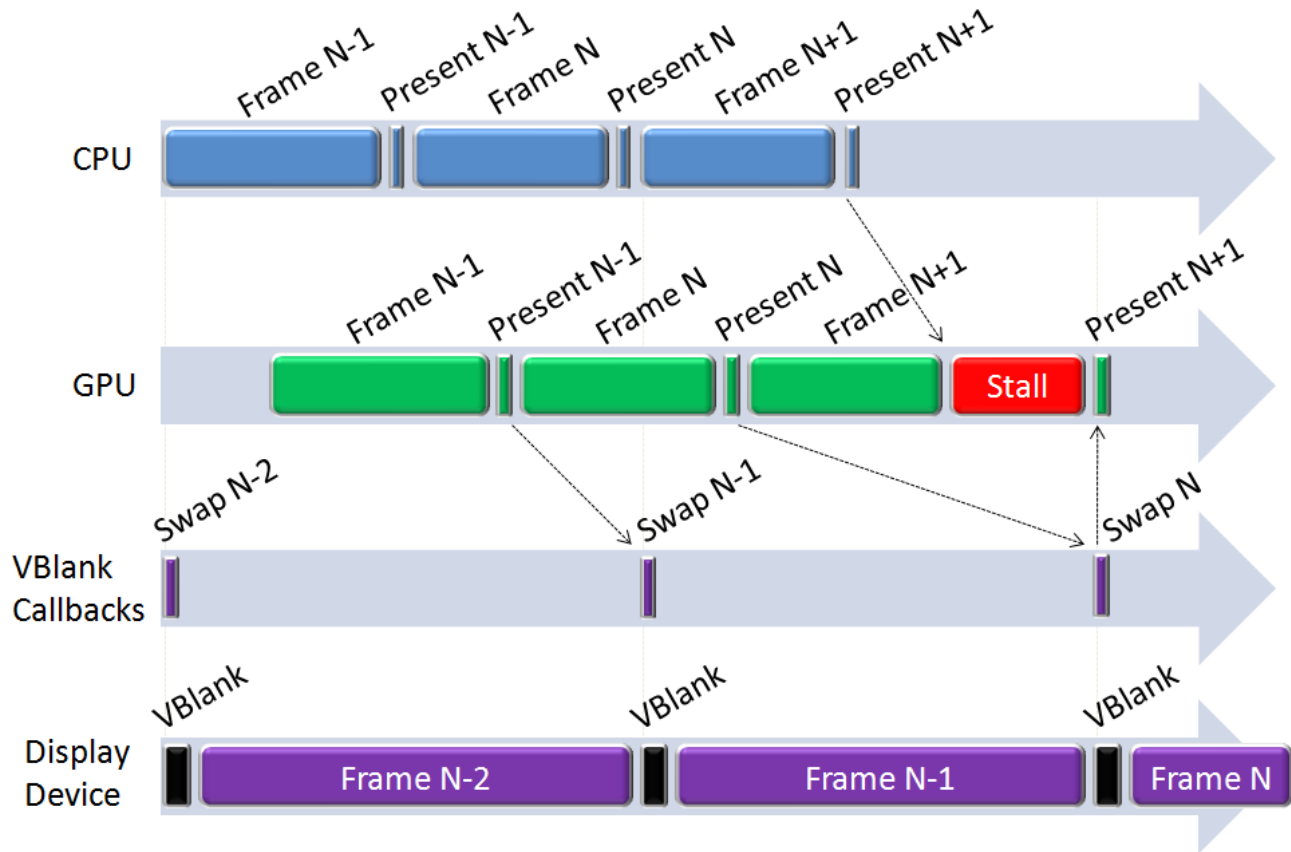 Frame N-1
Present N-1
Frame N
Present N
Frame N+1
Present N+1
CPU
Frame N-1
Present N-1
Frame N
Present N
Frame N+1
Present N+1
GPU
Stall
Swap N-2
Swap N-1
Swap N
VBlank
Callbacks
VBlank
VBlank
VBlank
Display
Device
Frame N-2
Frame N-1
Frame N